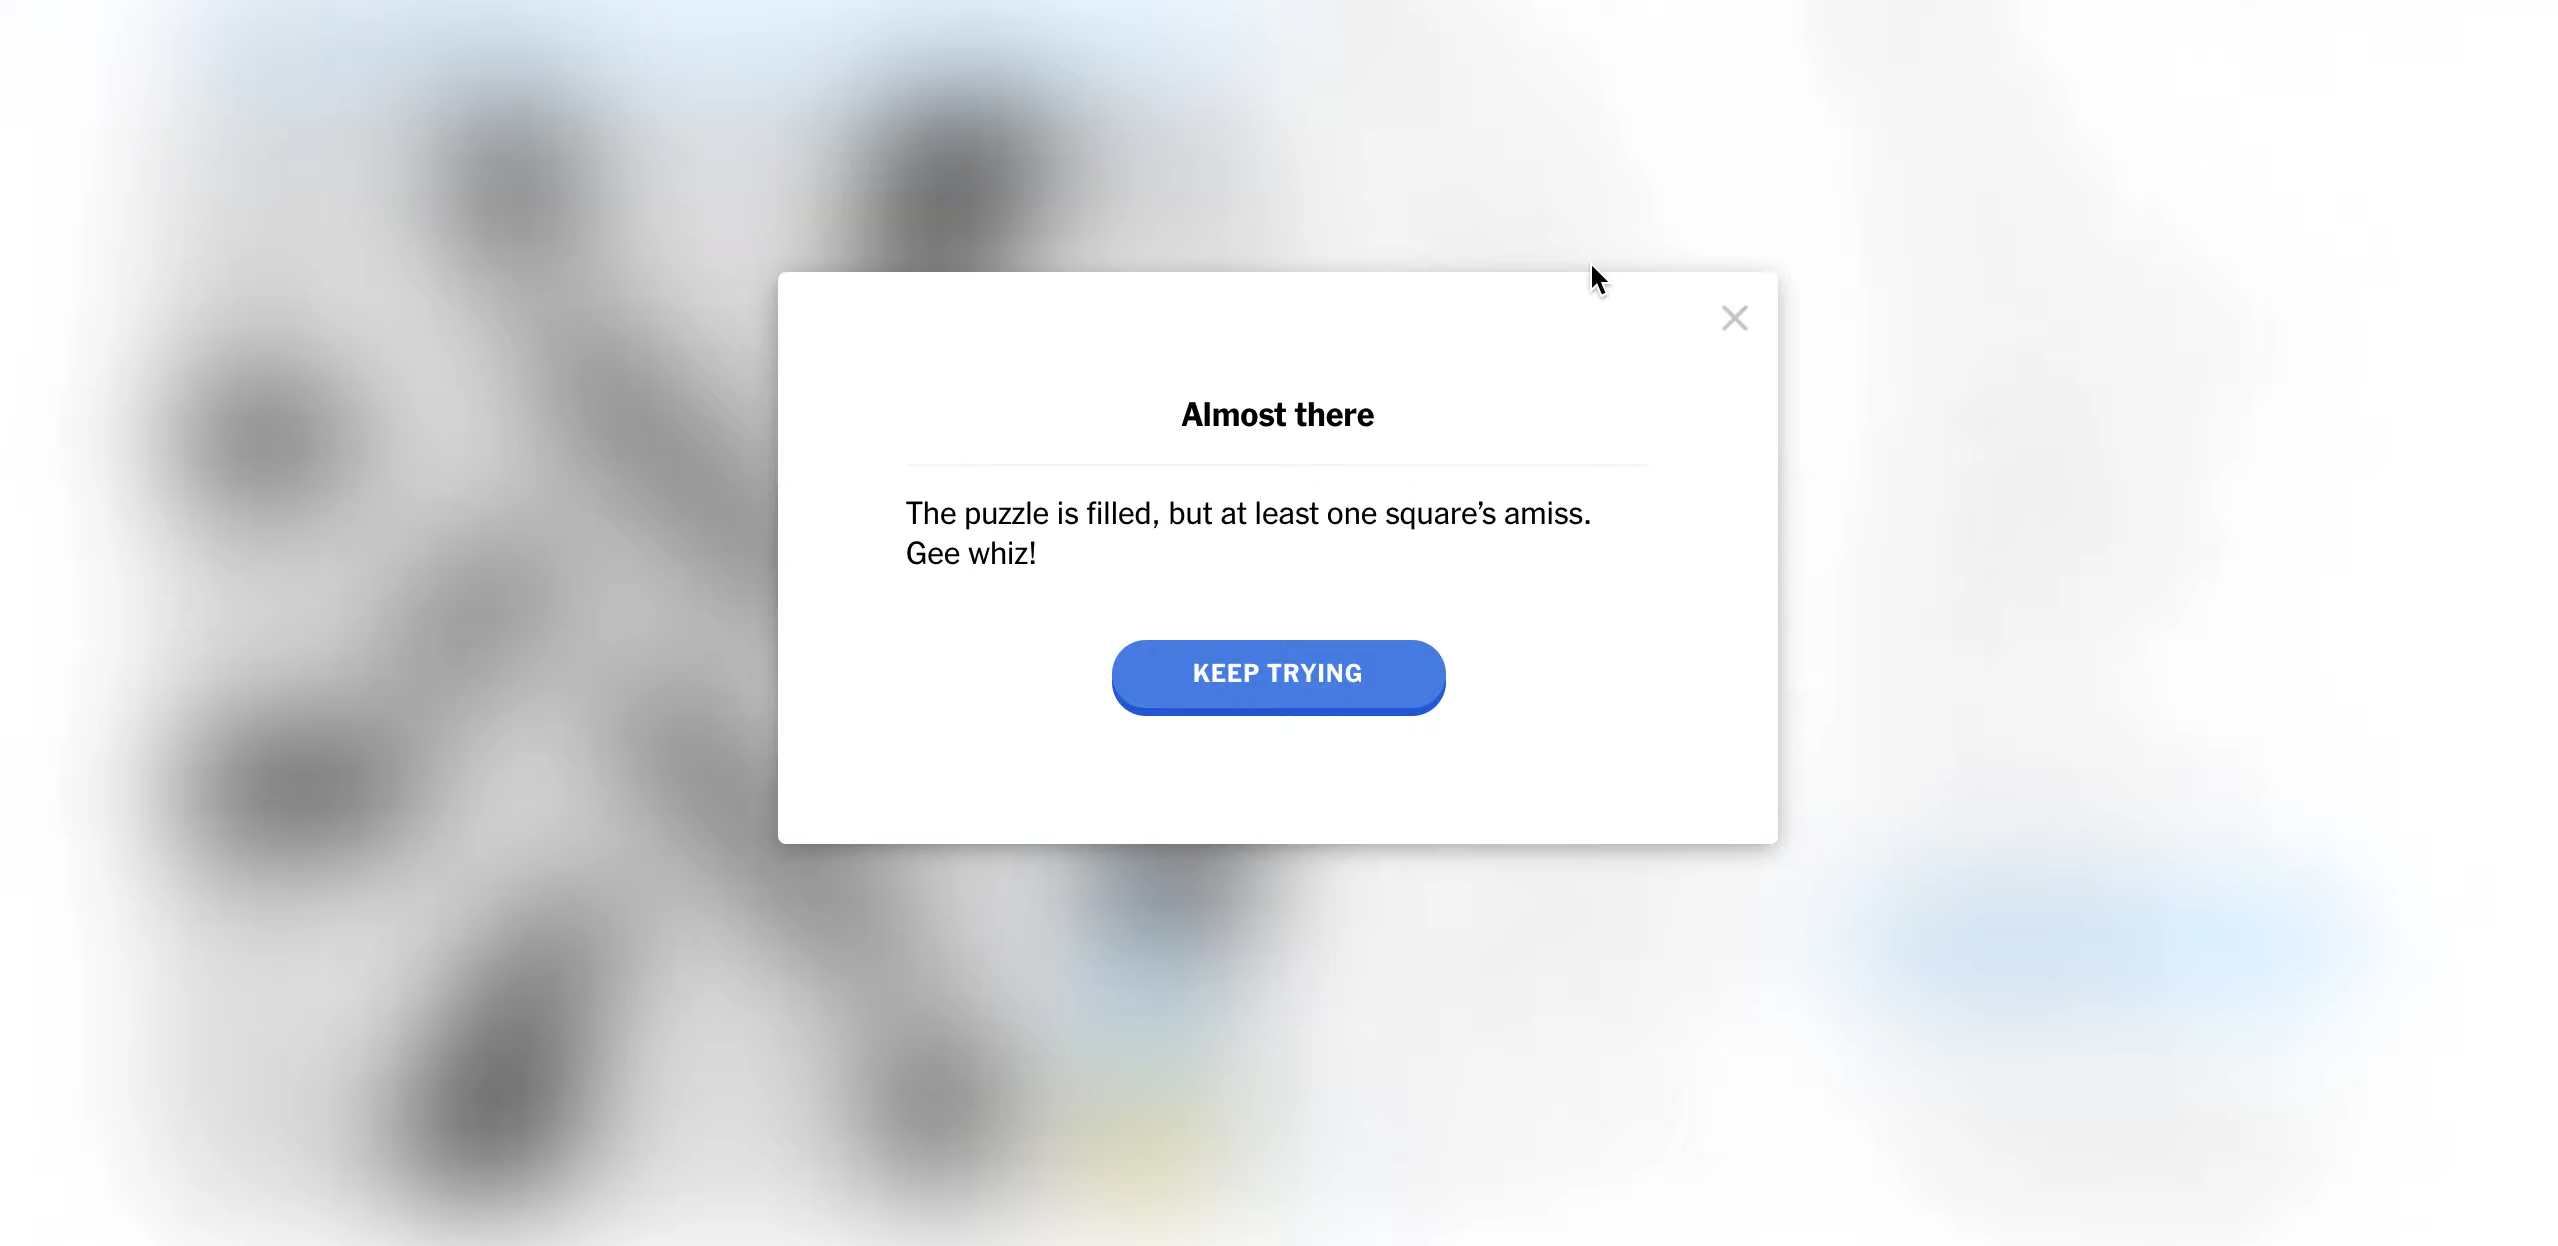 Almost there
The puzzle is filled, but at least one square’s amiss.
Gee whiz!
KEEP TRYING